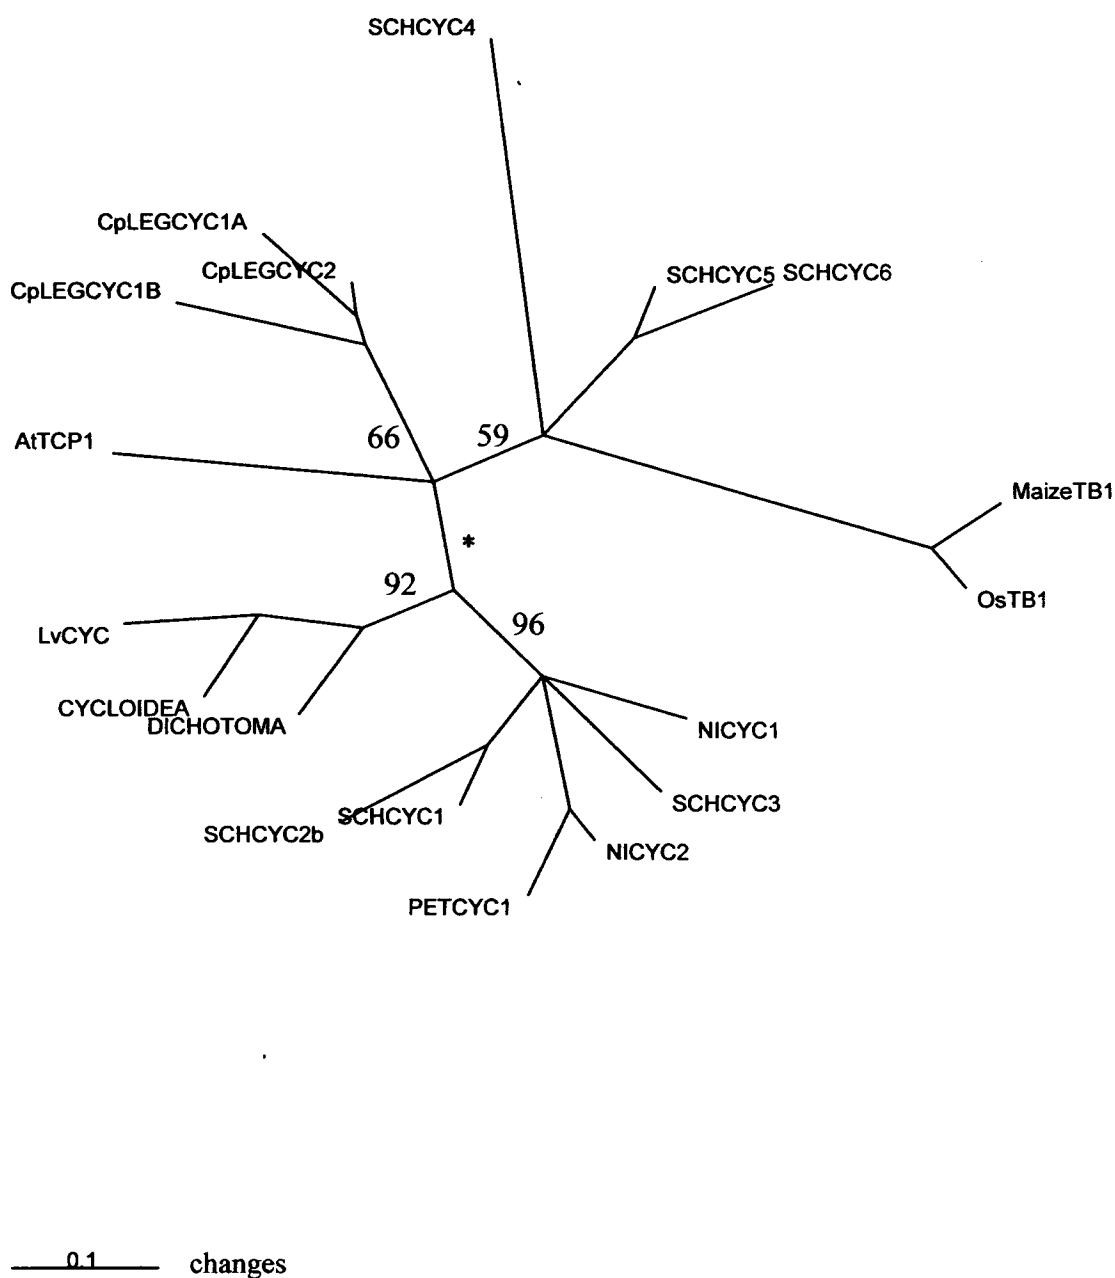 SCHCYC4
CpLEGCYC1A
CpLEGCYC2
SCHCYC5 SCHCYC6
CpLEGCYC1B
66
59
AtTCP1
MaizeTB1
*
92
OsTB1
96
LvCYC
CYCLOIDEA
DICHOTOMA
NICYC1
SCHCYC3
SCHCYC1
SCHCYC2b
NICYC2
PETCYC1
0.1 changes